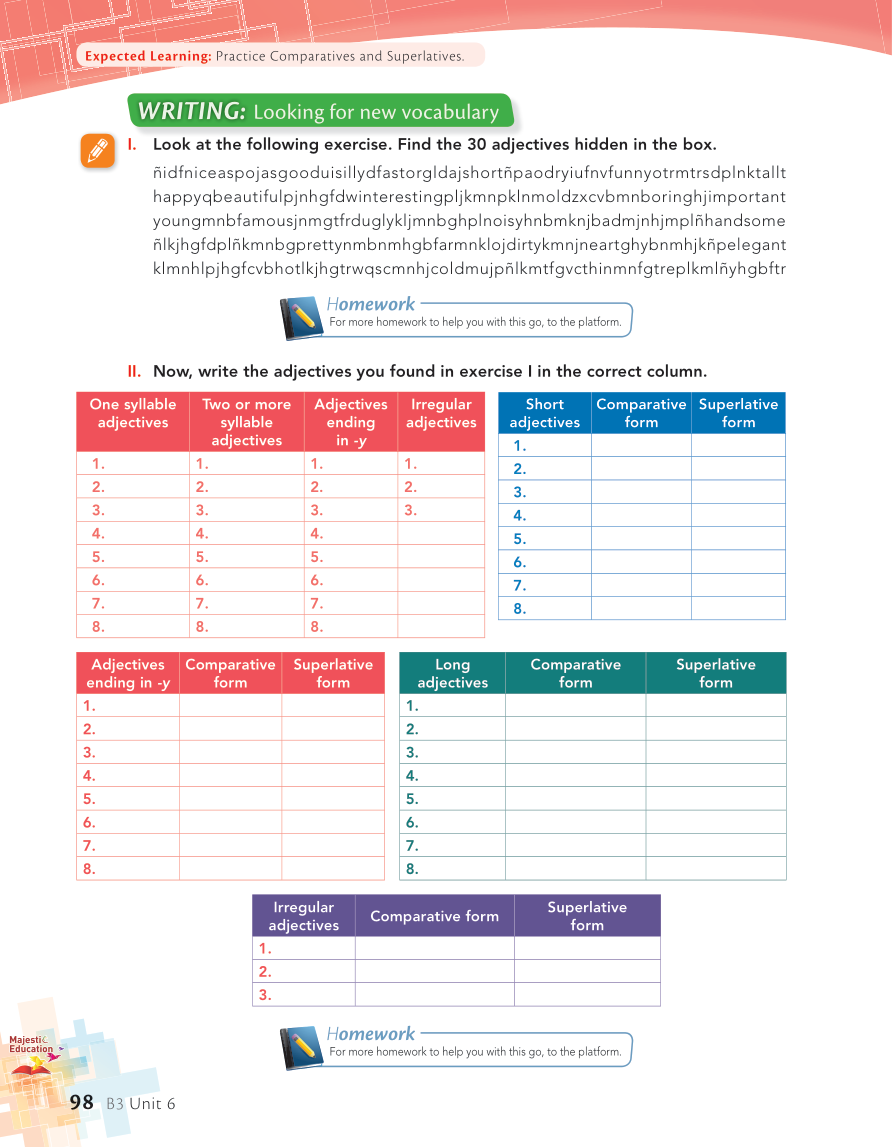 Expected Learning: Practice Comparatives and Superlatives.
WRITING: Looking for new vocabulary
I. Look at the following exercise. Find the 30 adjectives hidden in the box.
ñidfniceaspojasgooduisillydfastorgldajshortñpaodryiufnvfunnyotrmtrsdplnktallt
happyqbeautifulpjnhgfdwinterestingpljkmnpklnmoldzxcvbmnboringhjimportant
youngmnbfamousjnmgtfrduglykljmnbghplnoisyhnbmknjbadmjnhjmplñhandsome
ñlkjhgfdplñkmnbgprettynmbnmhgbfarmnklojdirtykmnjneartghybnmhjkñpelegant
klmnhlpjhgfcvbhotlkjhgtrwqscmnhjcoldmujpñlkmtfgvcthinmnfgtreplkmlñyhgbftr
Homework
For more homework to help you with this go, to the platform.
II. Now, write the adjectives you found in exercise I in the correct column.
One syllable adjectives Two or more syllable adjectives Adjectives ending in -y Irregular adjectives
1. 1. 1. 1.
2. 2. 2. 2.
3. 3. 3. 3.
4. 4. 4.
5. 5. 5.
6. 6. 6.
7. 7. 7.
8. 8. 8.
Short adjectives Comparative form Superlative form
1.
2.
3.
4.
5.
6.
7.
8.
Adjectives ending in -y Comparative form Superlative form
1.
2.
3.
4.
5.
6.
7.
8.
Long adjectives Comparative form Superlative form
1.
2.
3.
4.
5.
6.
7.
8.
Irregular adjectives Comparative form Superlative form
1.
2.
3.
Homework
For more homework to help you with this go, to the platform.
Majestic Education
98 B3 Unit 6